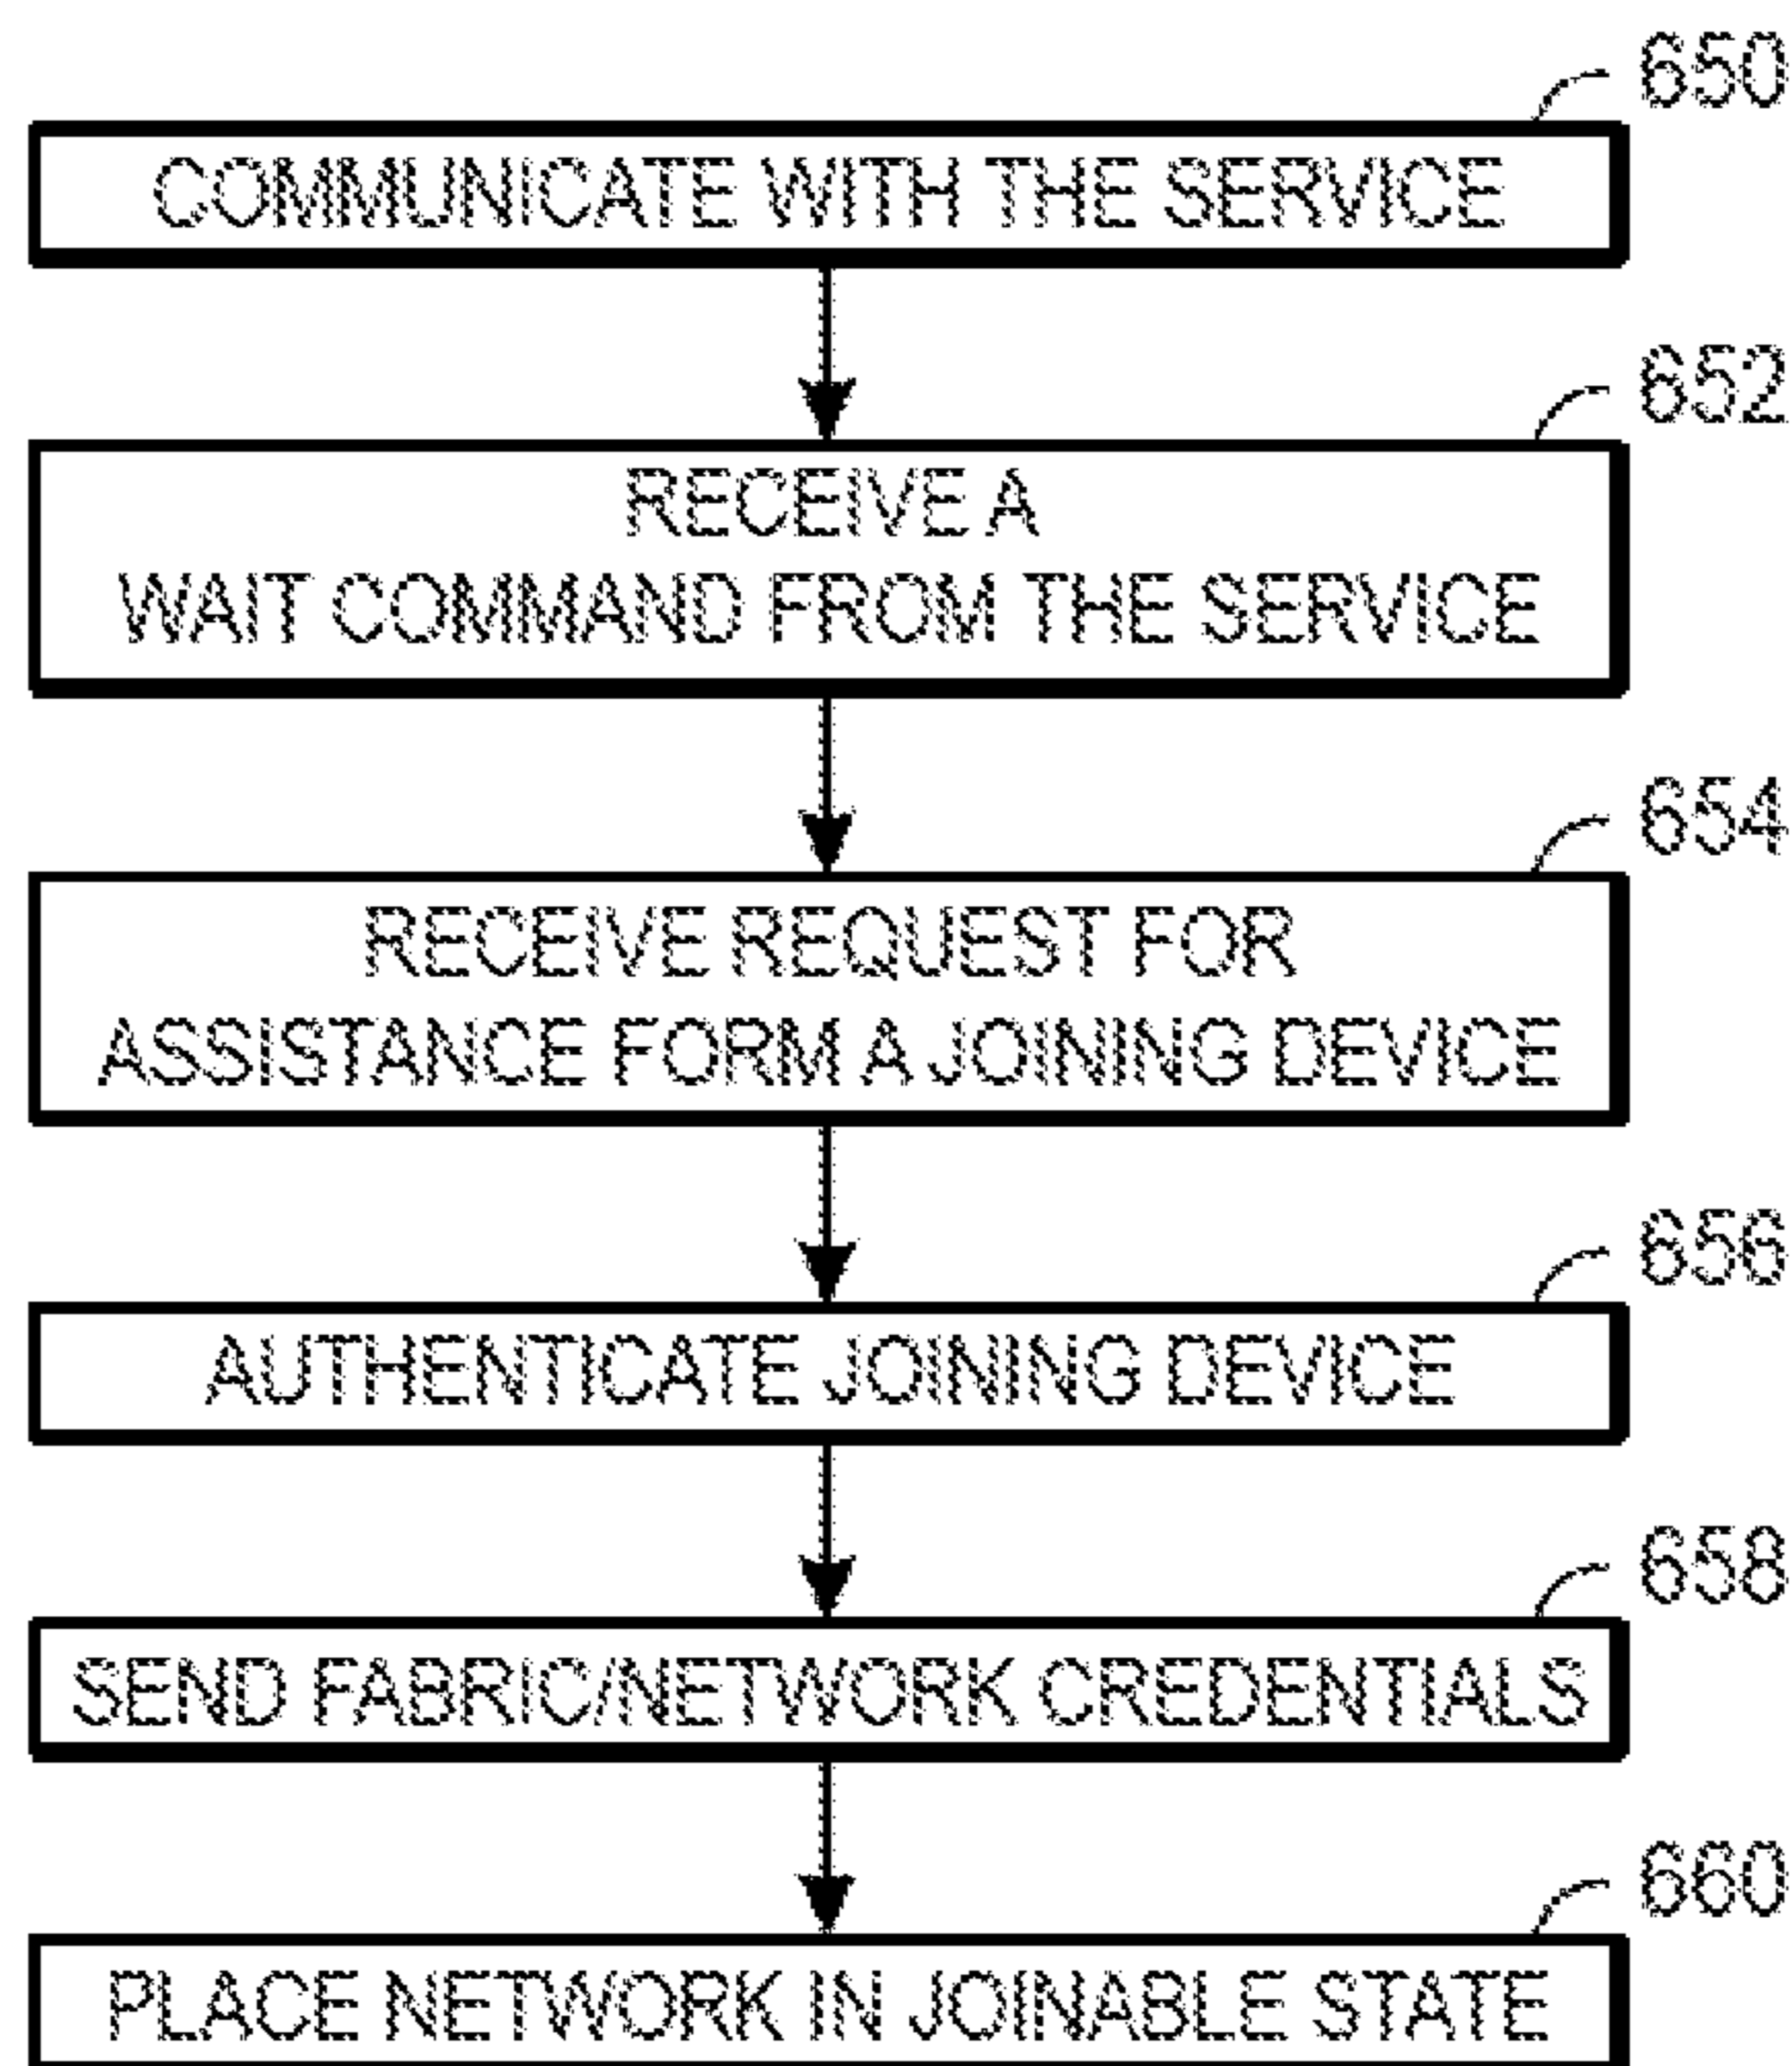 650
COMMUNICATE WITH THE SERVICE
652
RECEIVE A
WAIT COMMAND FROM THE SERVICE
654
RECEIVE REQUEST FOR
ASSISTANCE FORM A JOINING DEVICE
656
AUTHENTICATE JOINING DEVICE
658
SEND FABRIC/NETWORK CREDENTIALS
660
PLACE NETWORK IN JOINABLE STATE